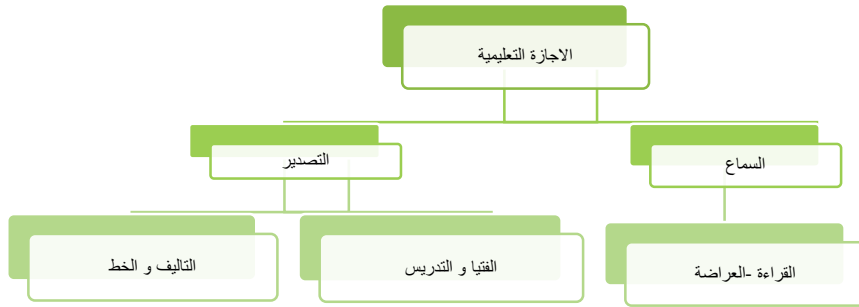 الاجازة التعليمية
السماع
التصدير
القراءة -العراضة
الفتيا و التدريس
التاليف و الخط